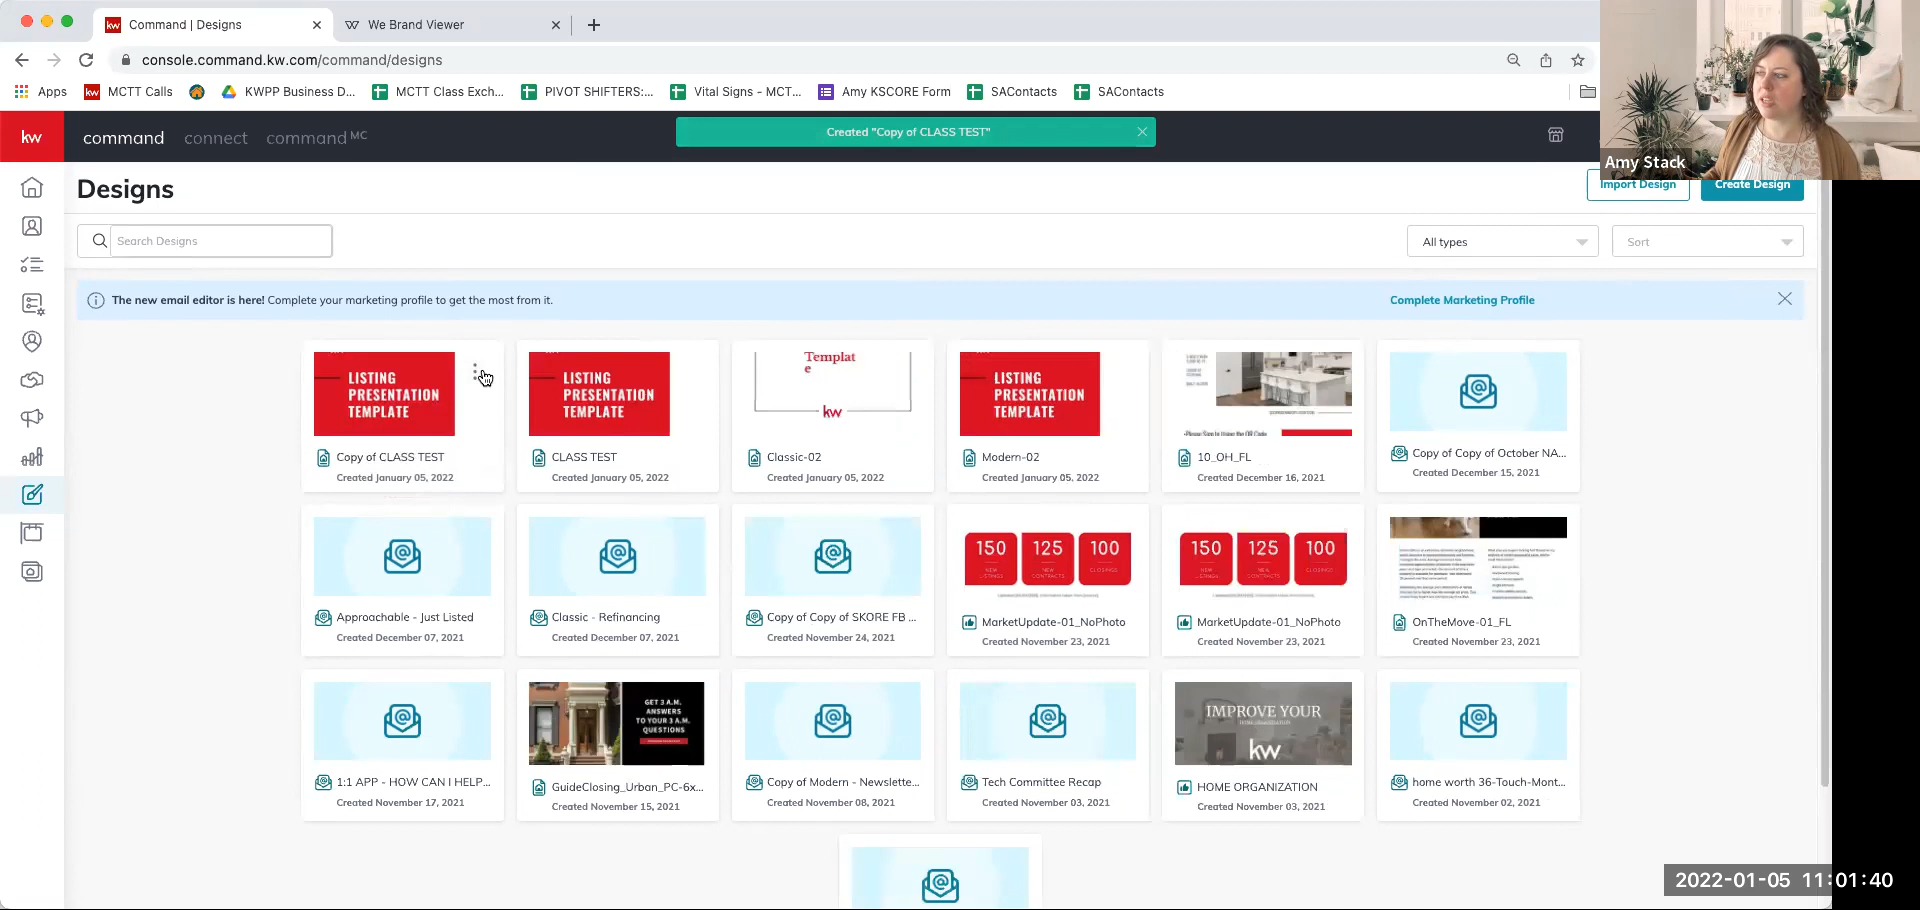 kw Command | Designs
We Brand Viewer
console.command.kw.com/command/designs
Apps
kw MCTT Calls
KWPP Business D...
MCTT Class Exch...
PIVOT SHIFTERS:...
Vital Signs - MCT...
Amy KSCORE Form
SAContacts
SAContacts
kw command connect command MC
Created "Copy of CLASS TEST"
Amy Stack
Designs
Import Design
Create Design
Search Designs
All types
Sort
The new email editor is here! Complete your marketing profile to get the most from it.
Complete Marketing Profile
LISTING
PRESENTATION
TEMPLATE
Copy of CLASS TEST
Created January 05, 2022
LISTING
PRESENTATION
TEMPLATE
CLASS TEST
Created January 05, 2022
Templat
e
kw
Classic-02
Created January 05, 2022
LISTING
PRESENTATION
TEMPLATE
Modern-02
Created January 05, 2022
10_OH_FL
Created December 16, 2021
Copy of Copy of October NA...
Created December 15, 2021
Approachable - Just Listed
Created December 07, 2021
Classic - Refinancing
Created December 07, 2021
Copy of Copy of SKORE FB ...
Created November 24, 2021
150 125 100
MarketUpdate-01_NoPhoto
Created November 23, 2021
150 125 100
MarketUpdate-01_NoPhoto
Created November 23, 2021
OnTheMove-01_FL
Created November 23, 2021
1:1 APP - HOW CAN I HELP...
Created November 17, 2021
GET 3 A.M.
ANSWERS
TO YOUR 3 A.M.
QUESTIONS
GuideClosing_Urban_PC-6x...
Created November 15, 2021
Copy of Modern - Newslette...
Created November 08, 2021
Tech Committee Recap
Created November 03, 2021
IMPROVE YOUR
kw
HOME ORGANIZATION
Created November 03, 2021
home worth 36-Touch-Mont...
Created November 02, 2021
2022-01-05 11:01:40